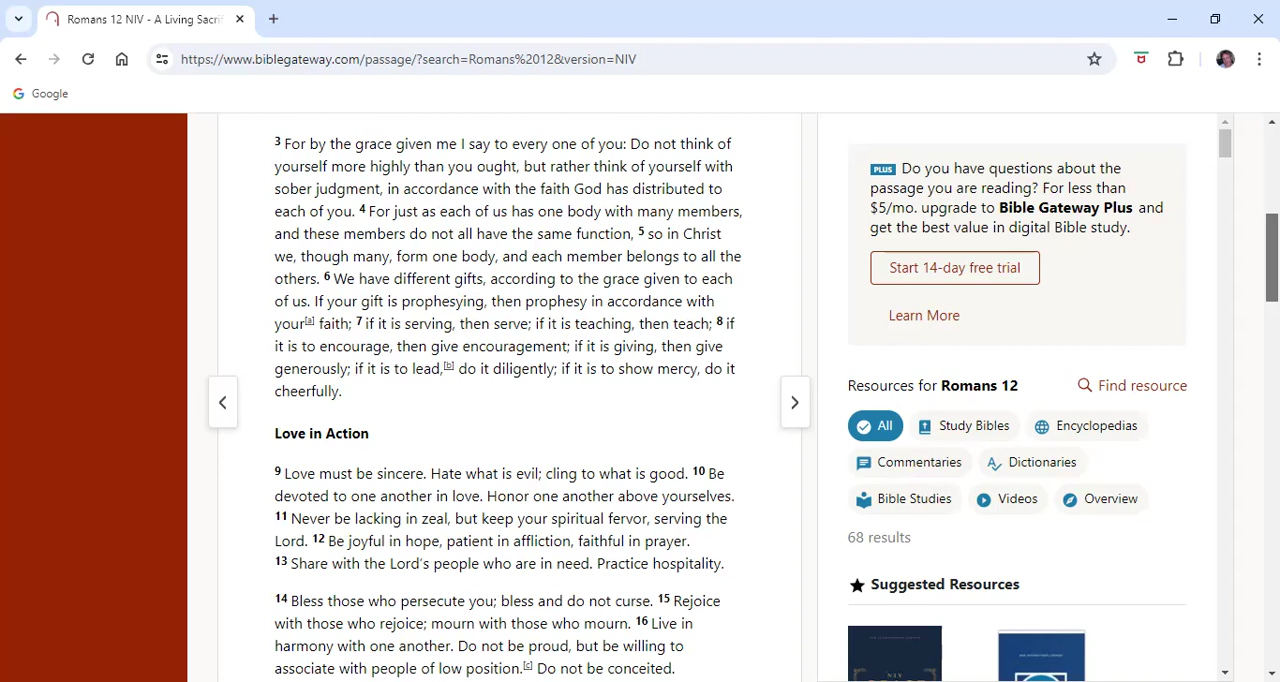 Romans 12 NIV - A Living Sacri
https://www.biblegateway.com/passage/?search=Romans%2012&version=NIV
Google
3 For by the grace given me I say to every one of you: Do not think of
yourself more highly than you ought, but rather think of yourself with
sober judgment, in accordance with the faith God has distributed to
each of you. 4 For just as each of us has one body with many members,
and these members do not all have the same function, 5 so in Christ
we, though many, form one body, and each member belongs to all the
others. 6 We have different gifts, according to the grace given to each
of us. If your gift is prophesying, then prophesy in accordance with
your[a] faith; 7 if it is serving, then serve; if it is teaching, then teach; 8 if
it is to encourage, then give encouragement; if it is giving, then give
generously; if it is to lead,[b] do it diligently; if it is to show mercy, do it
cheerfully.
Love in Action
9 Love must be sincere. Hate what is evil; cling to what is good. 10 Be
devoted to one another in love. Honor one another above yourselves.
11 Never be lacking in zeal, but keep your spiritual fervor, serving the
Lord. 12 Be joyful in hope, patient in affliction, faithful in prayer.
13 Share with the Lord's people who are in need. Practice hospitality.
14 Bless those who persecute you; bless and do not curse. 15 Rejoice
with those who rejoice; mourn with those who mourn. 16 Live in
harmony with one another. Do not be proud, but be willing to
associate with people of low position.[c] Do not be conceited.
PLUS Do you have questions about the
passage you are reading? For less than
$5/mo. upgrade to Bible Gateway Plus and
get the best value in digital Bible study.
Start 14-day free trial
Learn More
Resources for Romans 12 Find resource
All Study Bibles Encyclopedias
Commentaries Dictionaries
Bible Studies Videos Overview
68 results
Suggested Resources
NIV